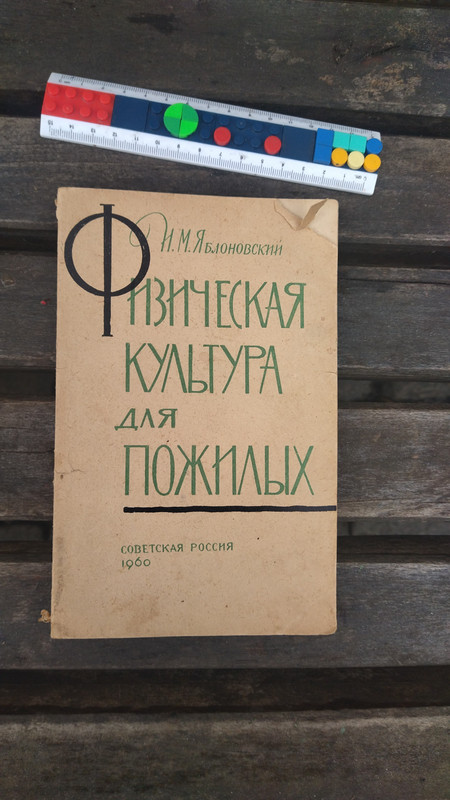 И.М.Яблоновский
Физическая
культура
для
пожилых
Советская Россия
1960